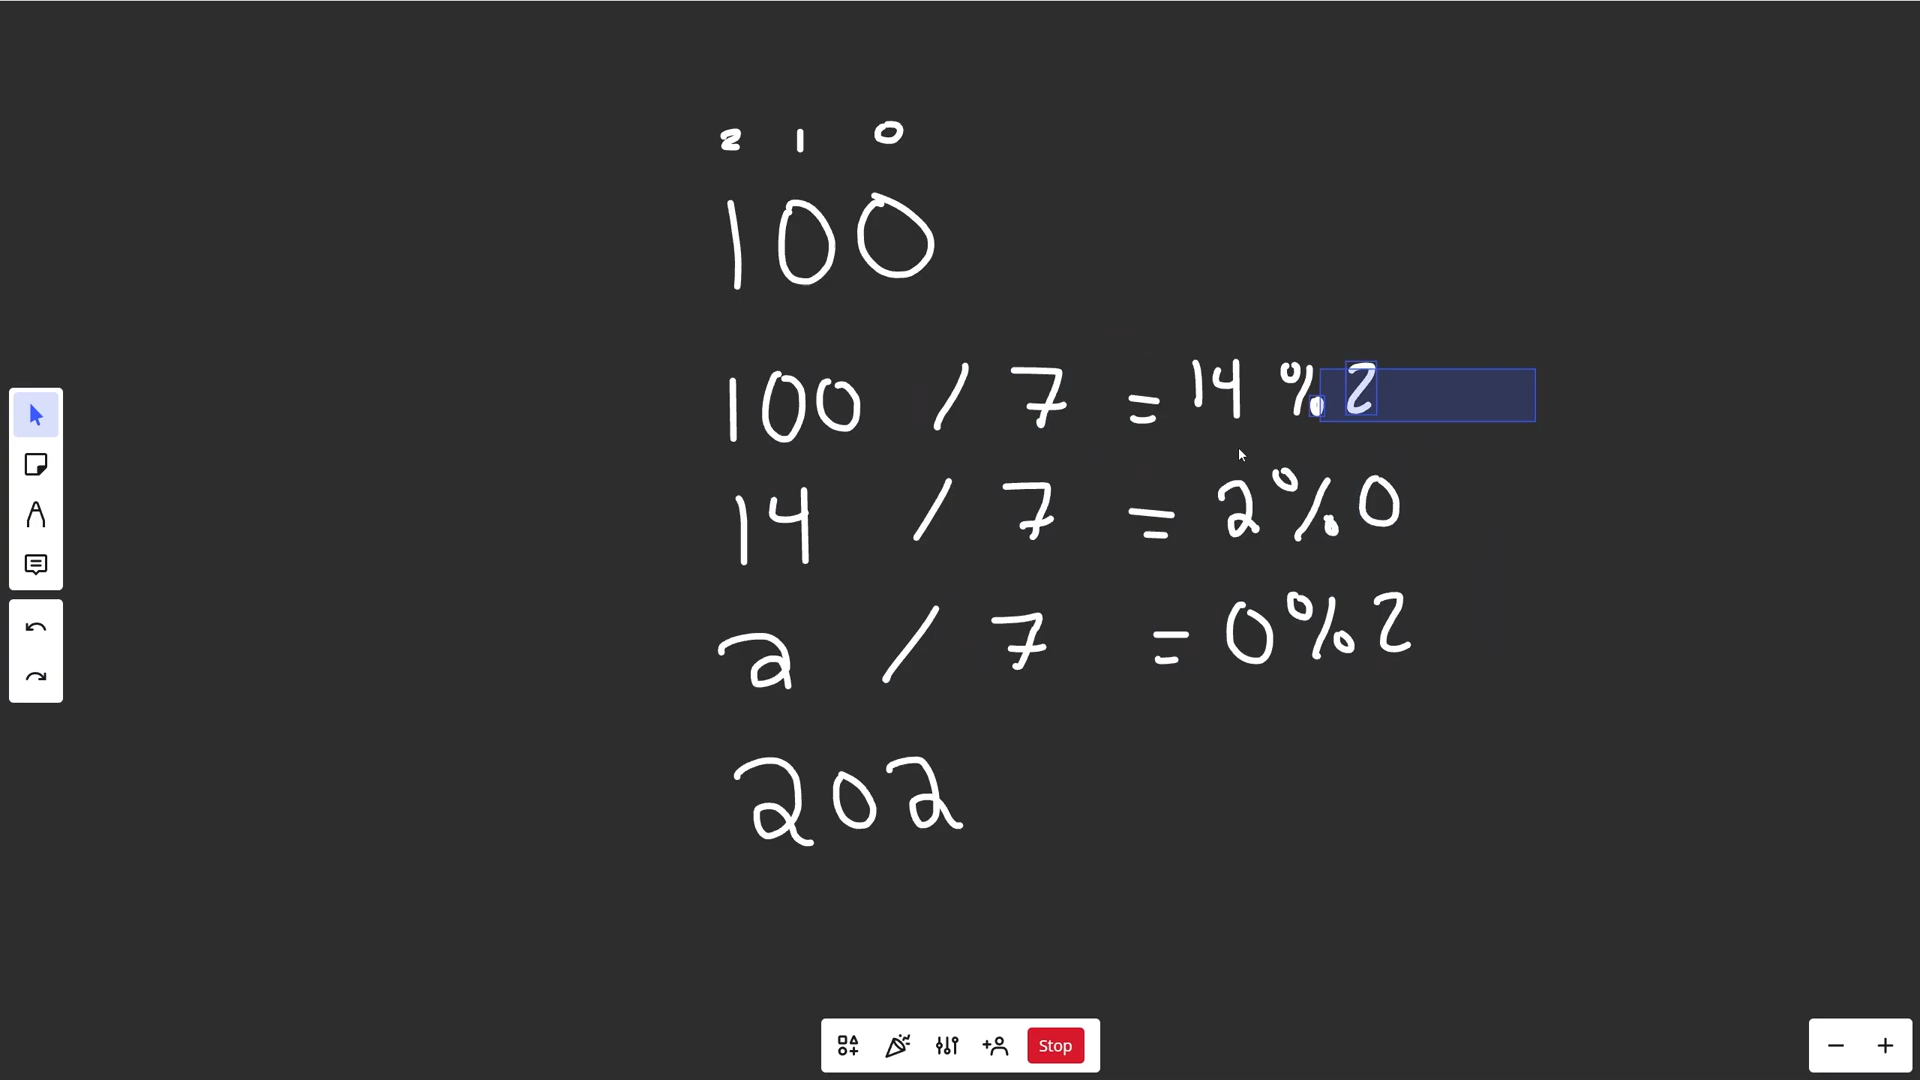 2 1 0
100
100 / 7 = 14 % 2
14 / 7 = 2 % 0
2 / 7 = 0 % 2
202
Stop